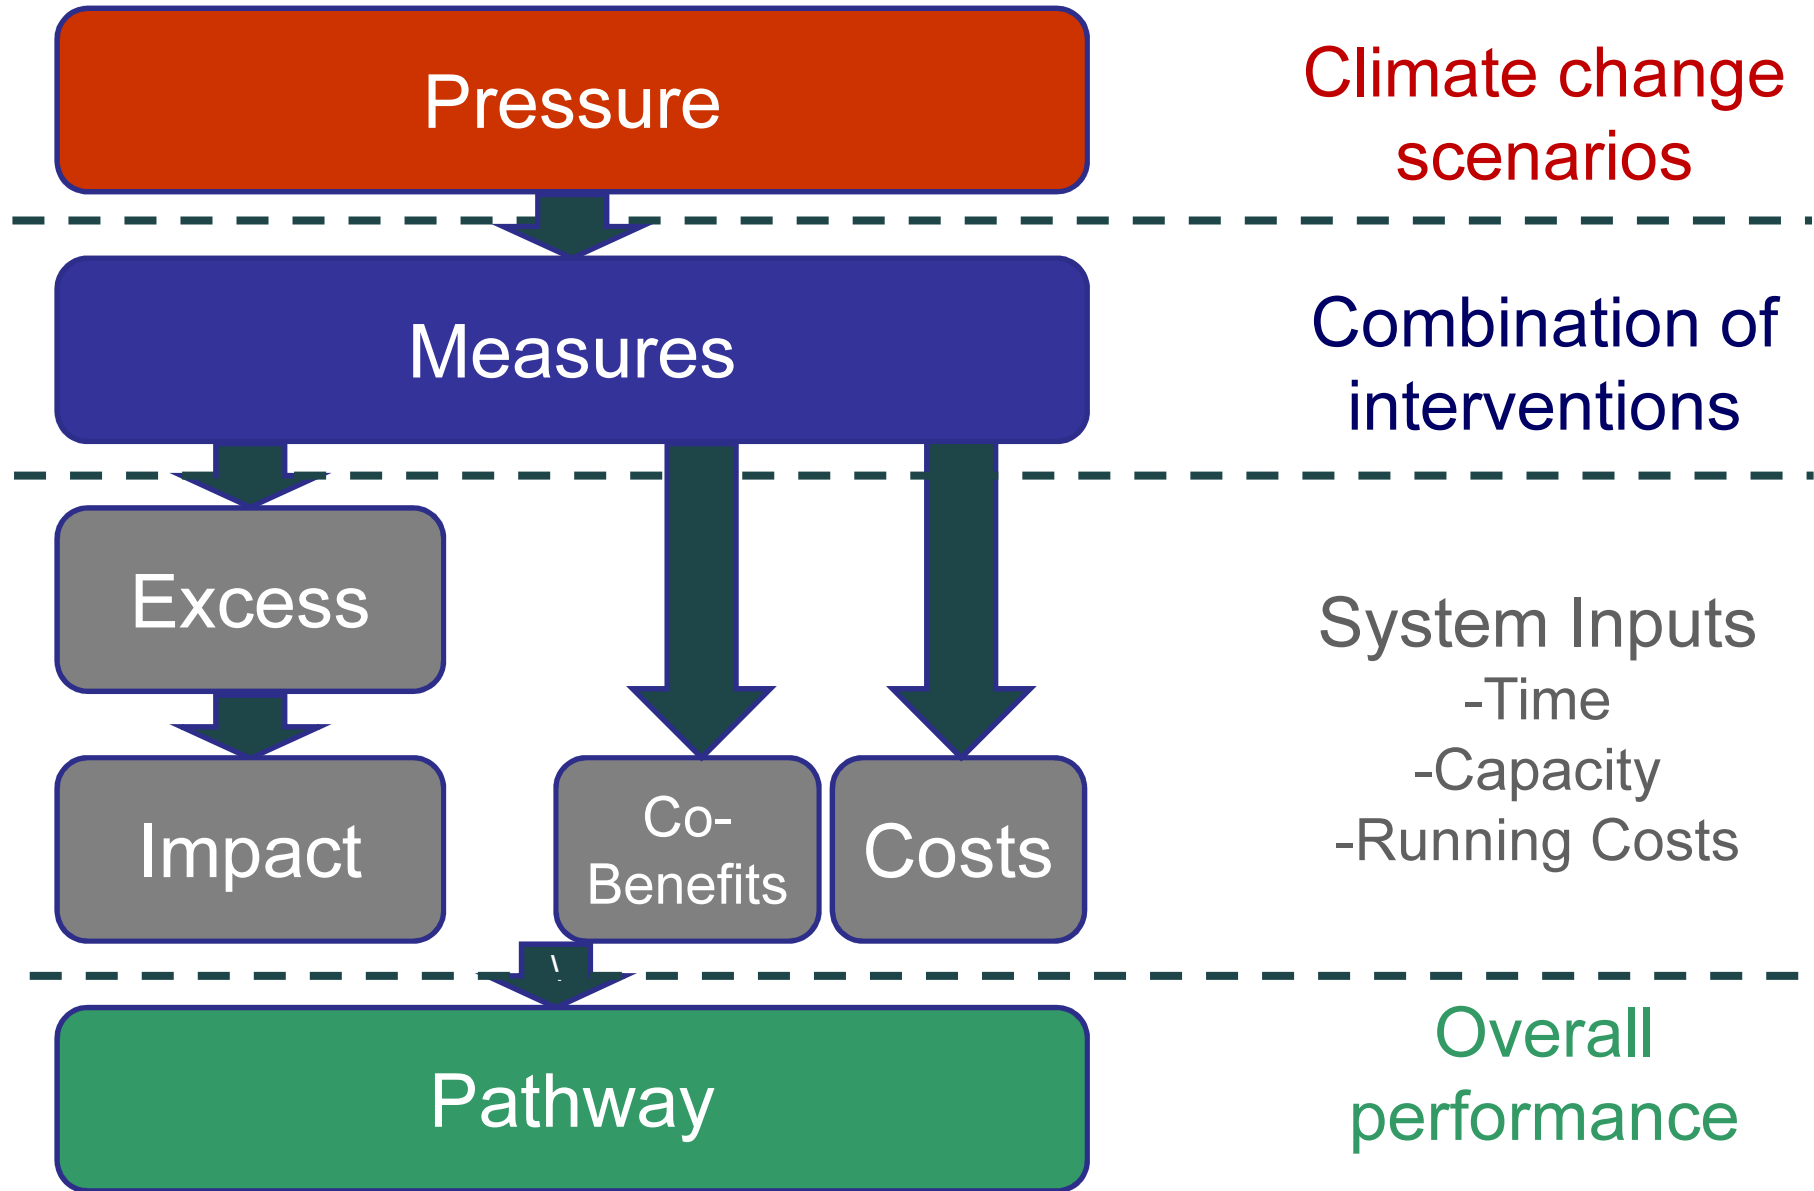 Pressure
Climate change
scenarios
Measures
Combination of
interventions
Excess
Impact
Co-
Benefits
Costs
System Inputs
-Time
-Capacity
-Running Costs
\
Pathway
Overall
performance